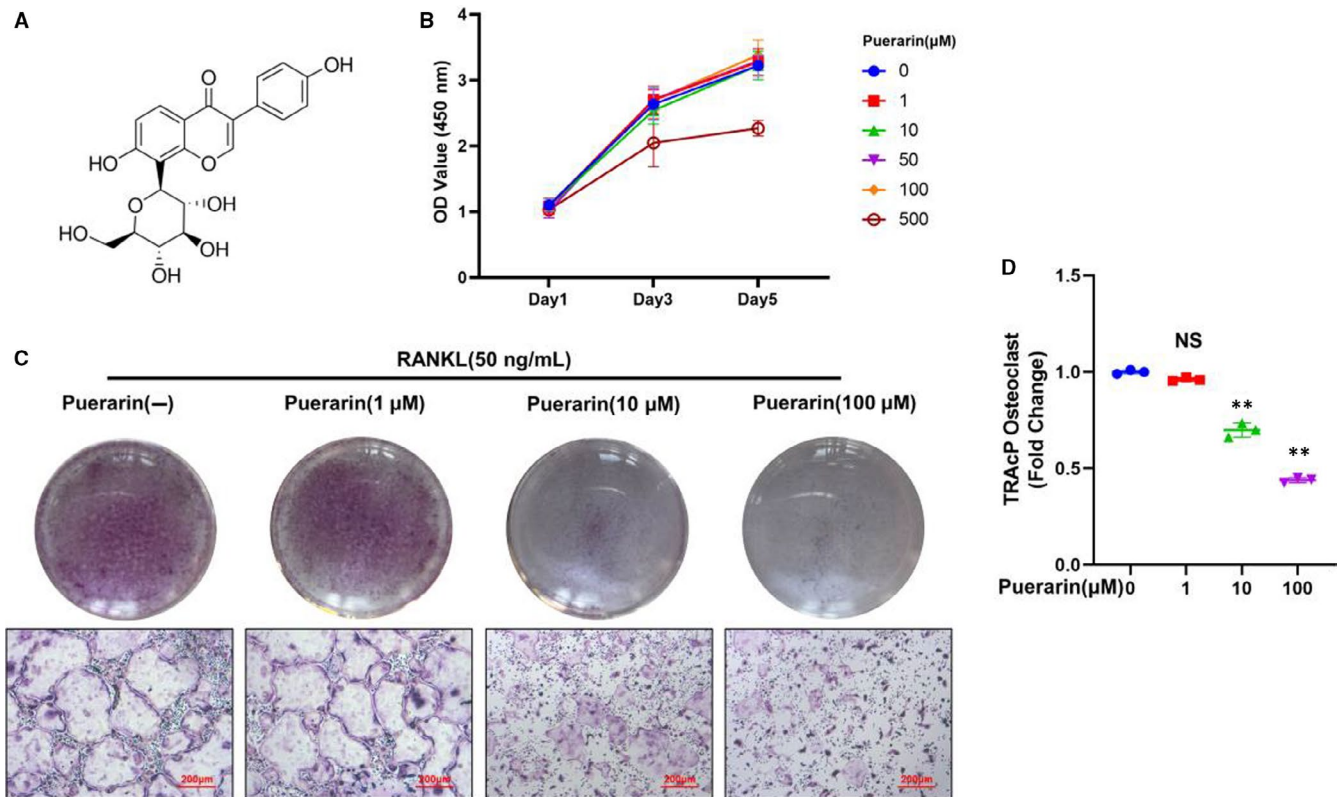 A
OH
O
HO
O
O
OH
HO
OH
OH
B
OD Value (450 nm)
4
3
2
1
0
Day1
Day3
Day5
Puerarin(μM)
0
1
10
50
100
500
C
RANKL(50 ng/mL)
Puerarin(—)
Puerarin(1 μM)
Puerarin(10 μM)
Puerarin(100 μM)
200μm
200μm
200μm
200μm
D
TRAcP Osteoclast
(Fold Change)
1.5
1.0
0.5
0.0
NS
**
**
Puerarin(μM) 0 1 10 100